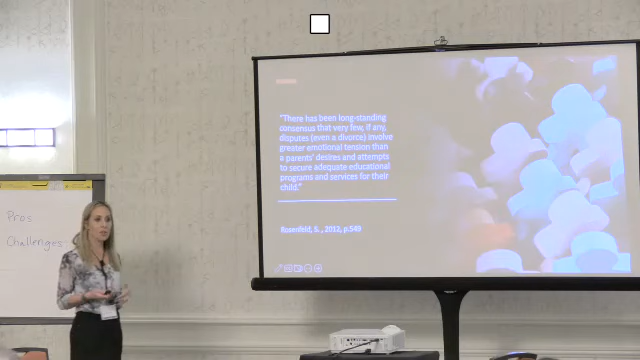 Pros
Challenges
"There has been long-standing
consensus that very few, if any,
disputes (even a divorce) involve
greater emotional tension than
a parents' desires and attempts
to secure adequate educational
programs and services for their
child."
Rosenfeld, S., 2012, p.549